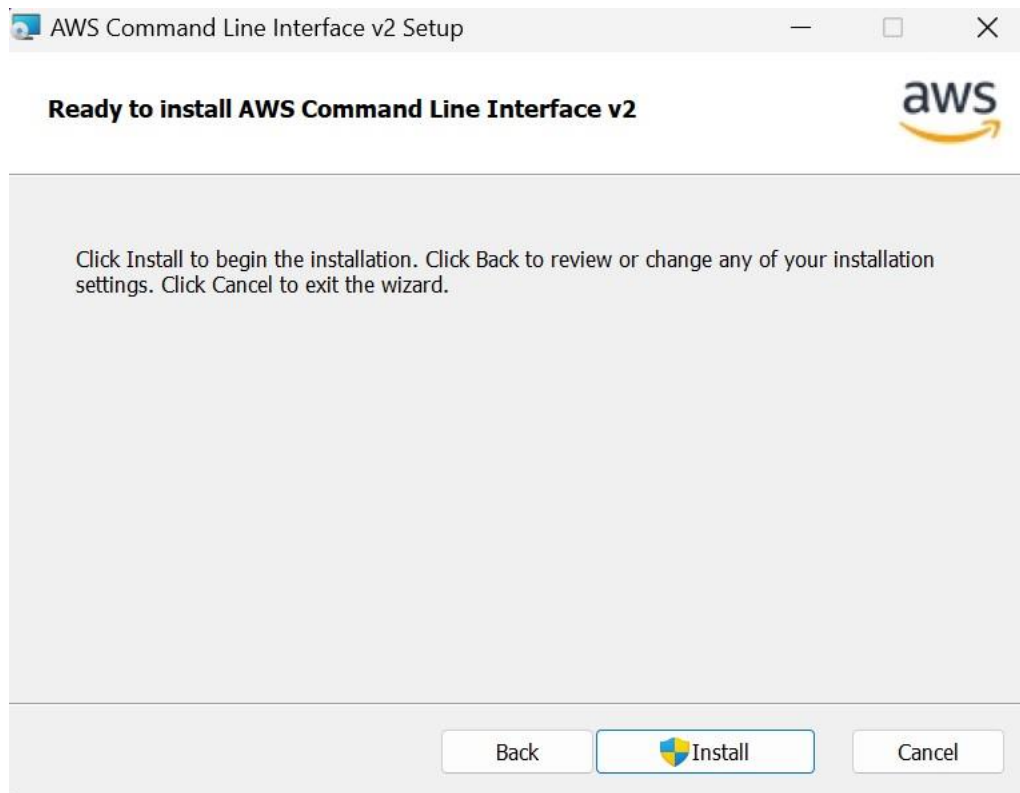 AWS Command Line Interface v2 Setup
Ready to install AWS Command Line Interface v2
aws
Click Install to begin the installation. Click Back to review or change any of your installation
settings. Click Cancel to exit the wizard.
Back
Install
Cancel